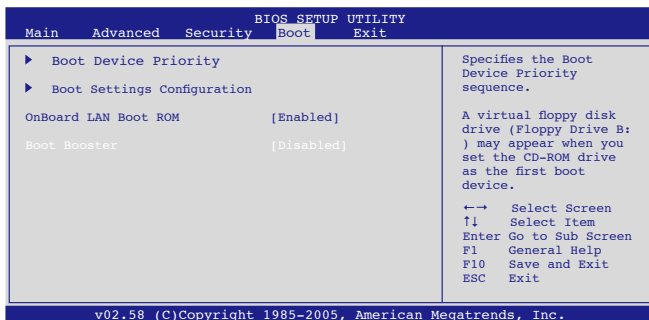 BIOS SETUP UTILITY
Main Advanced Security Boot Exit
Boot Device Priority
Boot Settings Configuration
OnBoard LAN Boot ROM [Enabled]
Boot Booster [Disabled]
Specifies the Boot
Device Priority
sequence.
A virtual floppy disk
drive (Floppy Drive B:
) may appear when you
set the CD-ROM drive
as the first boot
device.
←→ Select Screen
↑↓ Select Item
Enter Go to Sub Screen
F1 General Help
F10 Save and Exit
ESC Exit
v02.58 (C)Copyright 1985-2005, American Megatrends, Inc.